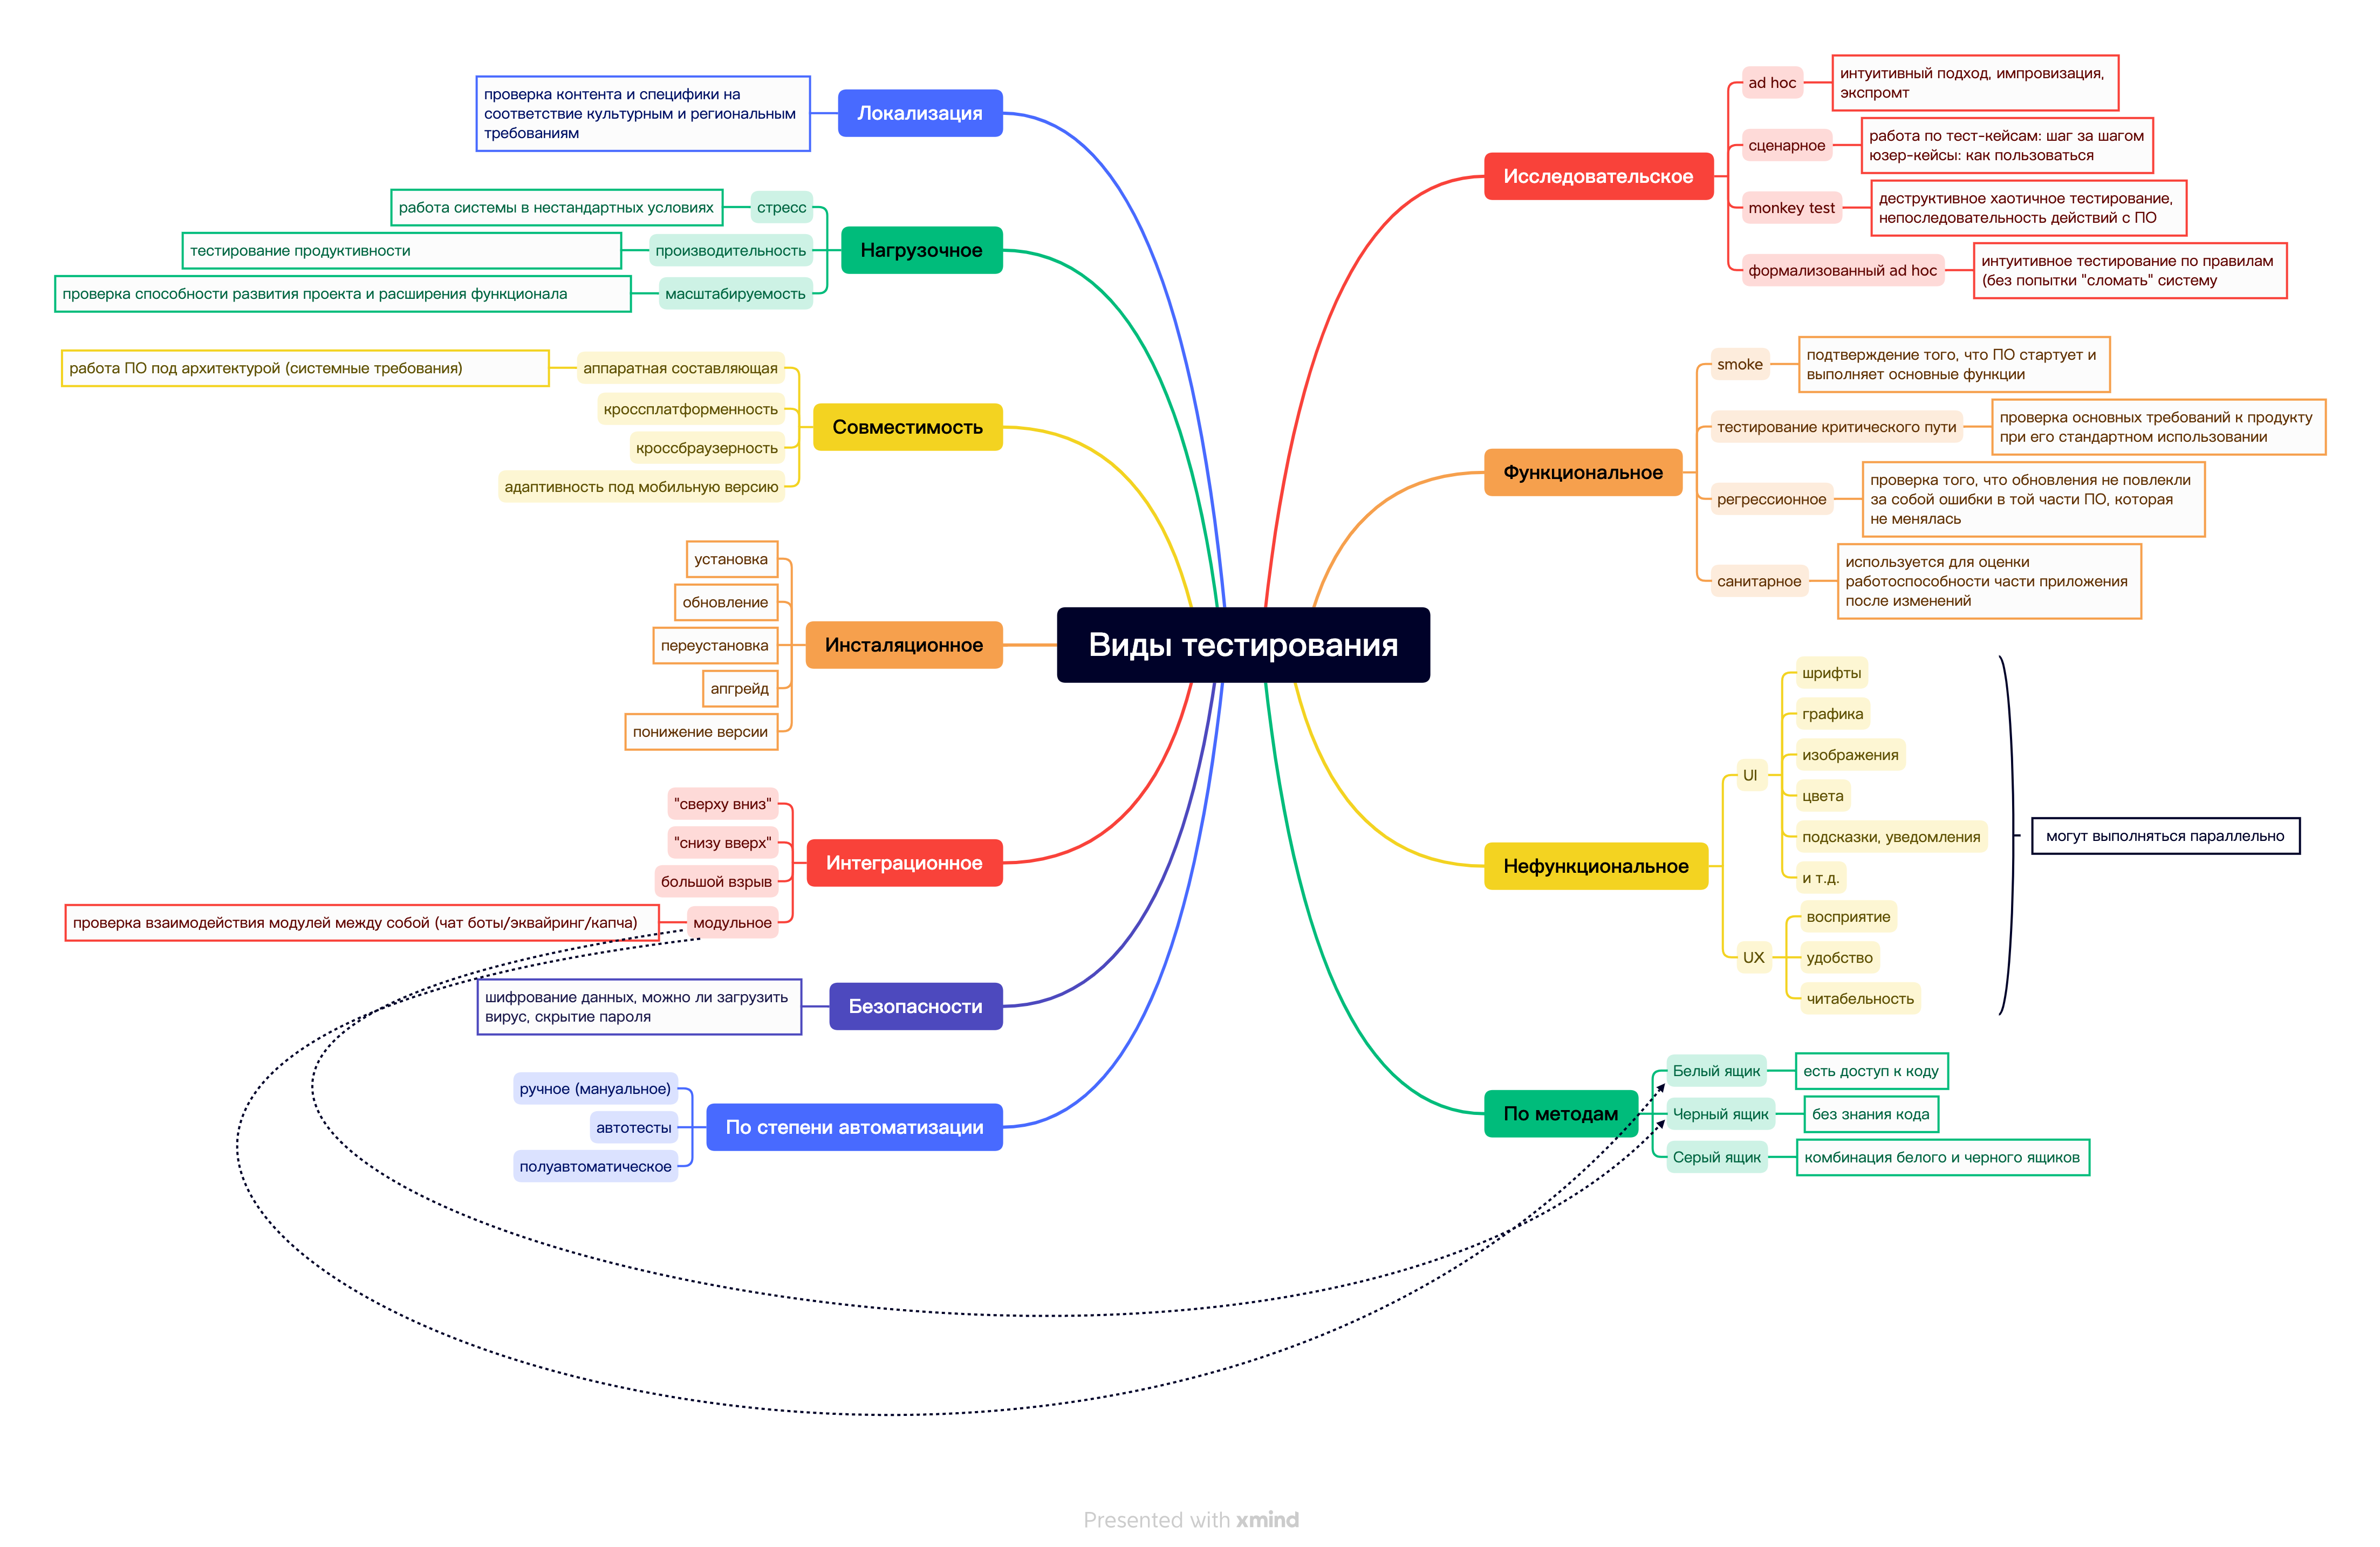 Виды тестирования
Исследовательское
ad hoc
интуитивный подход, импровизация,
экспромт
сценарное
работа по тест-кейсам: шаг за шагом
юзер-кейсы: как пользоваться
monkey test
деструктивное хаотичное тестирование,
непоследовательность действий с ПО
формализованный ad hoc
интуитивное тестирование по правилам
(без попытки "сломать" систему
Функциональное
smoke
подтверждение того, что ПО стартует и
выполняет основные функции
тестирование критического пути
проверка основных требований к продукту
при его стандартном использовании
регрессионное
проверка того, что обновления не повлекли
за собой ошибки в той части ПО, которая
не менялась
санитарное
используется для оценки
работоспособности части приложения
после изменений
Нефункциональное
UI
шрифты
графика
изображения
цвета
подсказки, уведомления
и т.д.
UX
восприятие
удобство
читабельность
могут выполняться параллельно
По методам
Белый ящик
есть доступ к коду
Черный ящик
без знания кода
Серый ящик
комбинация белого и черного ящиков
Локализация
проверка контента и специфики на
соответствие культурным и региональным
требованиям
Нагрузочное
стресс
работа системы в нестандартных условиях
производительность
тестирование продуктивности
масштабируемость
проверка способности развития проекта и расширения функционала
Совместимость
аппаратная составляющая
работа ПО под архитектурой (системные требования)
кроссплатформенность
кроссбраузерность
адаптивность под мобильную версию
Инсталяционное
установка
обновление
переустановка
апгрейд
понижение версии
Интеграционное
"сверху вниз"
"снизу вверх"
большой взрыв
модульное
проверка взаимодействия модулей между собой (чат боты/эквайринг/капча)
Безопасности
шифрование данных, можно ли загрузить
вирус, скрытие пароля
По степени автоматизации
ручное (мануальное)
автотесты
полуавтоматическое
Presented with xmind